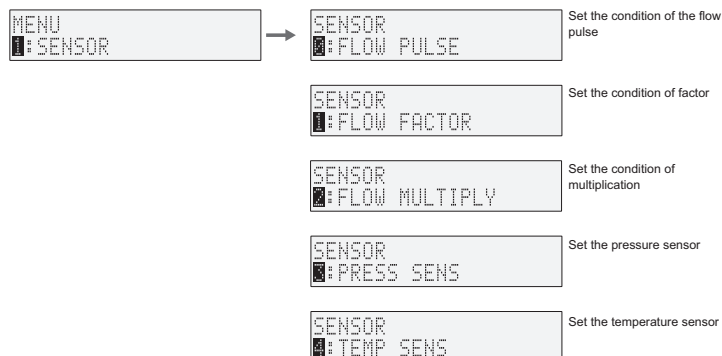 MENU
1:SENSOR
SENSOR
0:FLOW PULSE
Set the condition of the flow
pulse
SENSOR
1:FLOW FACTOR
Set the condition of factor
SENSOR
2:FLOW MULTIPLY
Set the condition of
multiplication
SENSOR
3:PRESS SENS
Set the pressure sensor
SENSOR
4:TEMP SENS
Set the temperature sensor